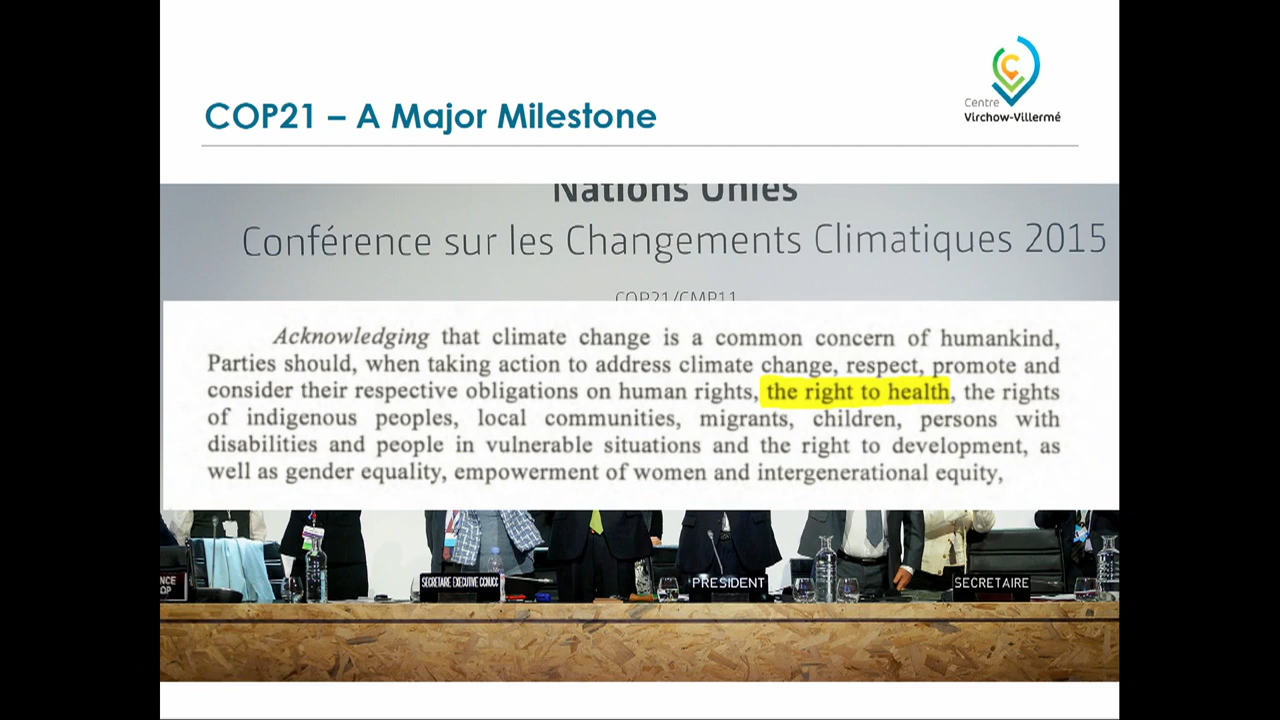 COP21 – A Major Milestone
Centre
Virchow-Villermé
Nations Unies
Conférence sur les Changements Climatiques 2015
COP21/CMP11
Acknowledging that climate change is a common concern of humankind,
Parties should, when taking action to address climate change, respect, promote and
consider their respective obligations on human rights, the right to health, the rights
of indigenous peoples, local communities, migrants, children, persons with
disabilities and people in vulnerable situations and the right to development, as
well as gender equality, empowerment of women and intergenerational equity,
SECRETAIRE EXECUTIVE CCNUCC
PRESIDENT
SECRETAIRE